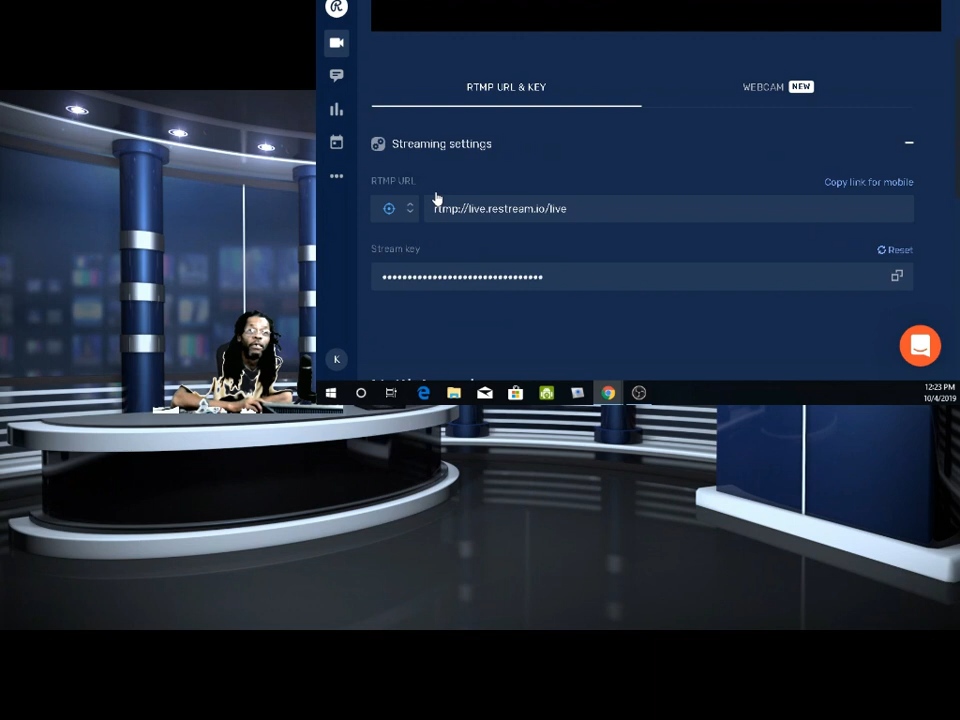 R
RTMP URL & KEY
WEBCAM NEW
Streaming settings
RTMP URL
Copy link for mobile
rtmp://live.restream.io/live
Stream key
Reset
••••••••••••••••••••••••••••••••
K
12:23 PM
10/4/2019